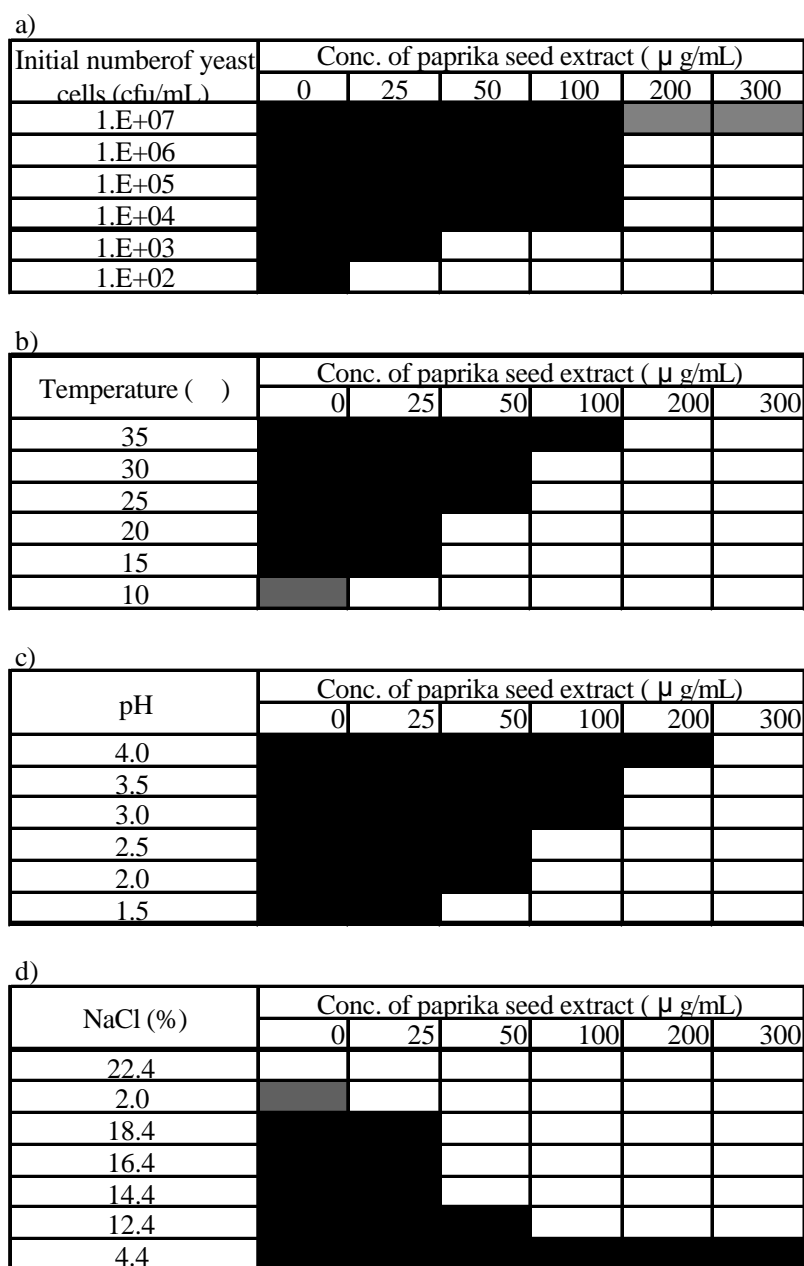 a)
Initial numberof yeast cells (cfu/mL) Conc. of paprika seed extract ( μ g/mL)
0 25 50 100 200 300
1.E+07
1.E+06
1.E+05
1.E+04
1.E+03
1.E+02
b)
Temperature ( ) Conc. of paprika seed extract ( μ g/mL)
0 25 50 100 200 300
35
30
25
20
15
10
c)
pH Conc. of paprika seed extract ( μ g/mL)
0 25 50 100 200 300
4.0
3.5
3.0
2.5
2.0
1.5
d)
NaCl (%) Conc. of paprika seed extract ( μ g/mL)
0 25 50 100 200 300
22.4
2.0
18.4
16.4
14.4
12.4
4.4